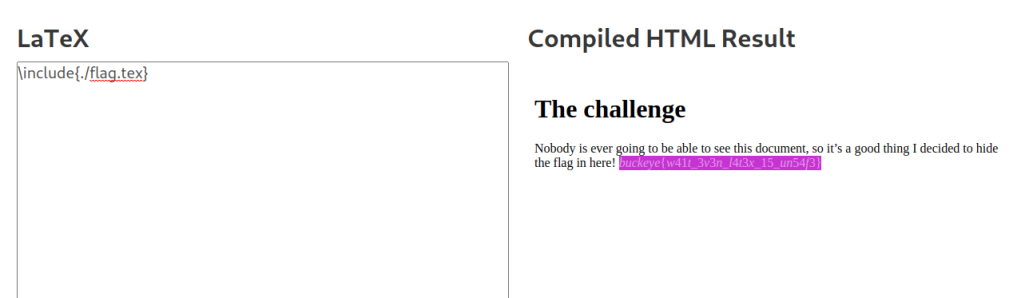 LaTeX
\include{./flag.tex}
Compiled HTML Result
The challenge
Nobody is ever going to be able to see this document, so it’s a good thing I decided to hide
the flag in here! buckeye{w41t_3v3n_l4t3x_15_un54f3}